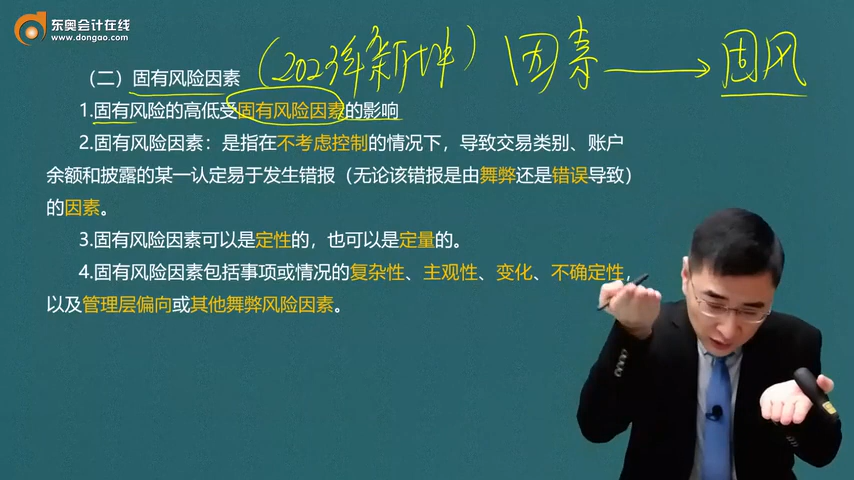 东奥会计在线
www.dongao.com
(二)固有风险因素（2023年新增） 因素→固风
1.固有风险的高低受固有风险因素的影响
2.固有风险因素：是指在不考虑控制的情况下，导致交易类别、账户
余额和披露的某一认定易于发生错报（无论该错报是由舞弊还是错误导致）
的因素。
3.固有风险因素可以是定性的，也可以是定量的。
4.固有风险因素包括事项或情况的复杂性、主观性、变化、不确定性，
以及管理层偏向或其他舞弊风险因素。